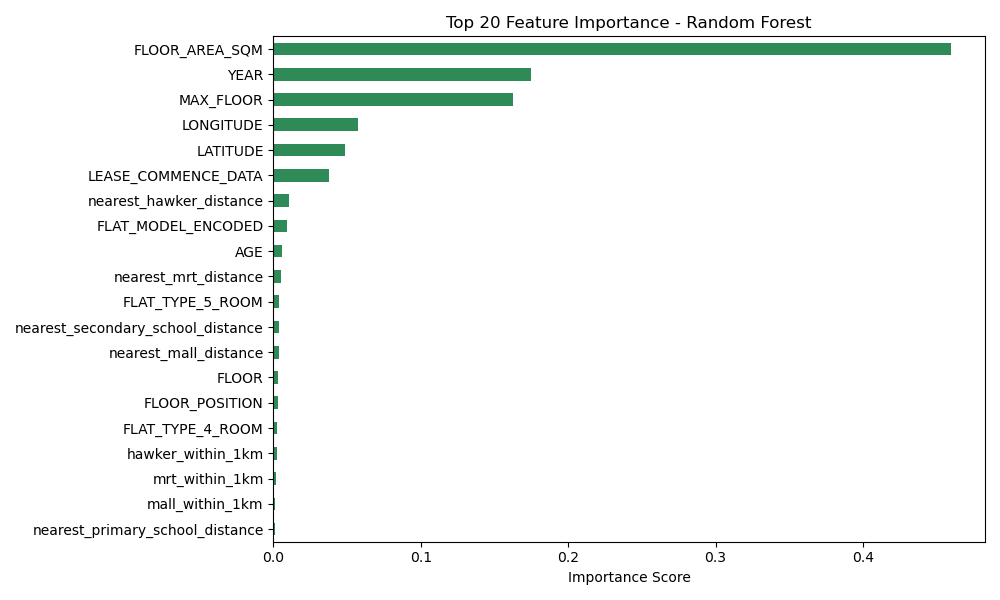 Top 20 Feature Importance - Random Forest
FLOOR_AREA_SQM
YEAR
MAX_FLOOR
LONGITUDE
LATITUDE
LEASE_COMMENCE_DATA
nearest_hawker_distance
FLAT_MODEL_ENCODED
AGE
nearest_mrt_distance
FLAT_TYPE_5_ROOM
nearest_secondary_school_distance
nearest_mall_distance
FLOOR
FLOOR_POSITION
FLAT_TYPE_4_ROOM
hawker_within_1km
mrt_within_1km
mall_within_1km
nearest_primary_school_distance
0.0 0.1 0.2 0.3 0.4
Importance Score